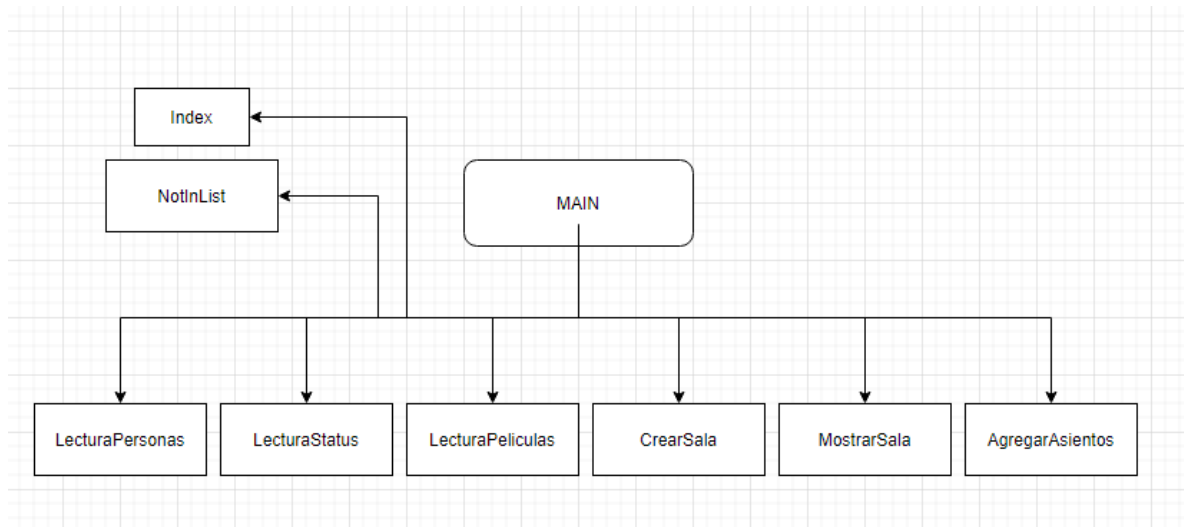 Index
NotInList
MAIN
LecturaPersonas
LecturaStatus
LecturaPeliculas
CrearSala
MostrarSala
AgregarAsientos